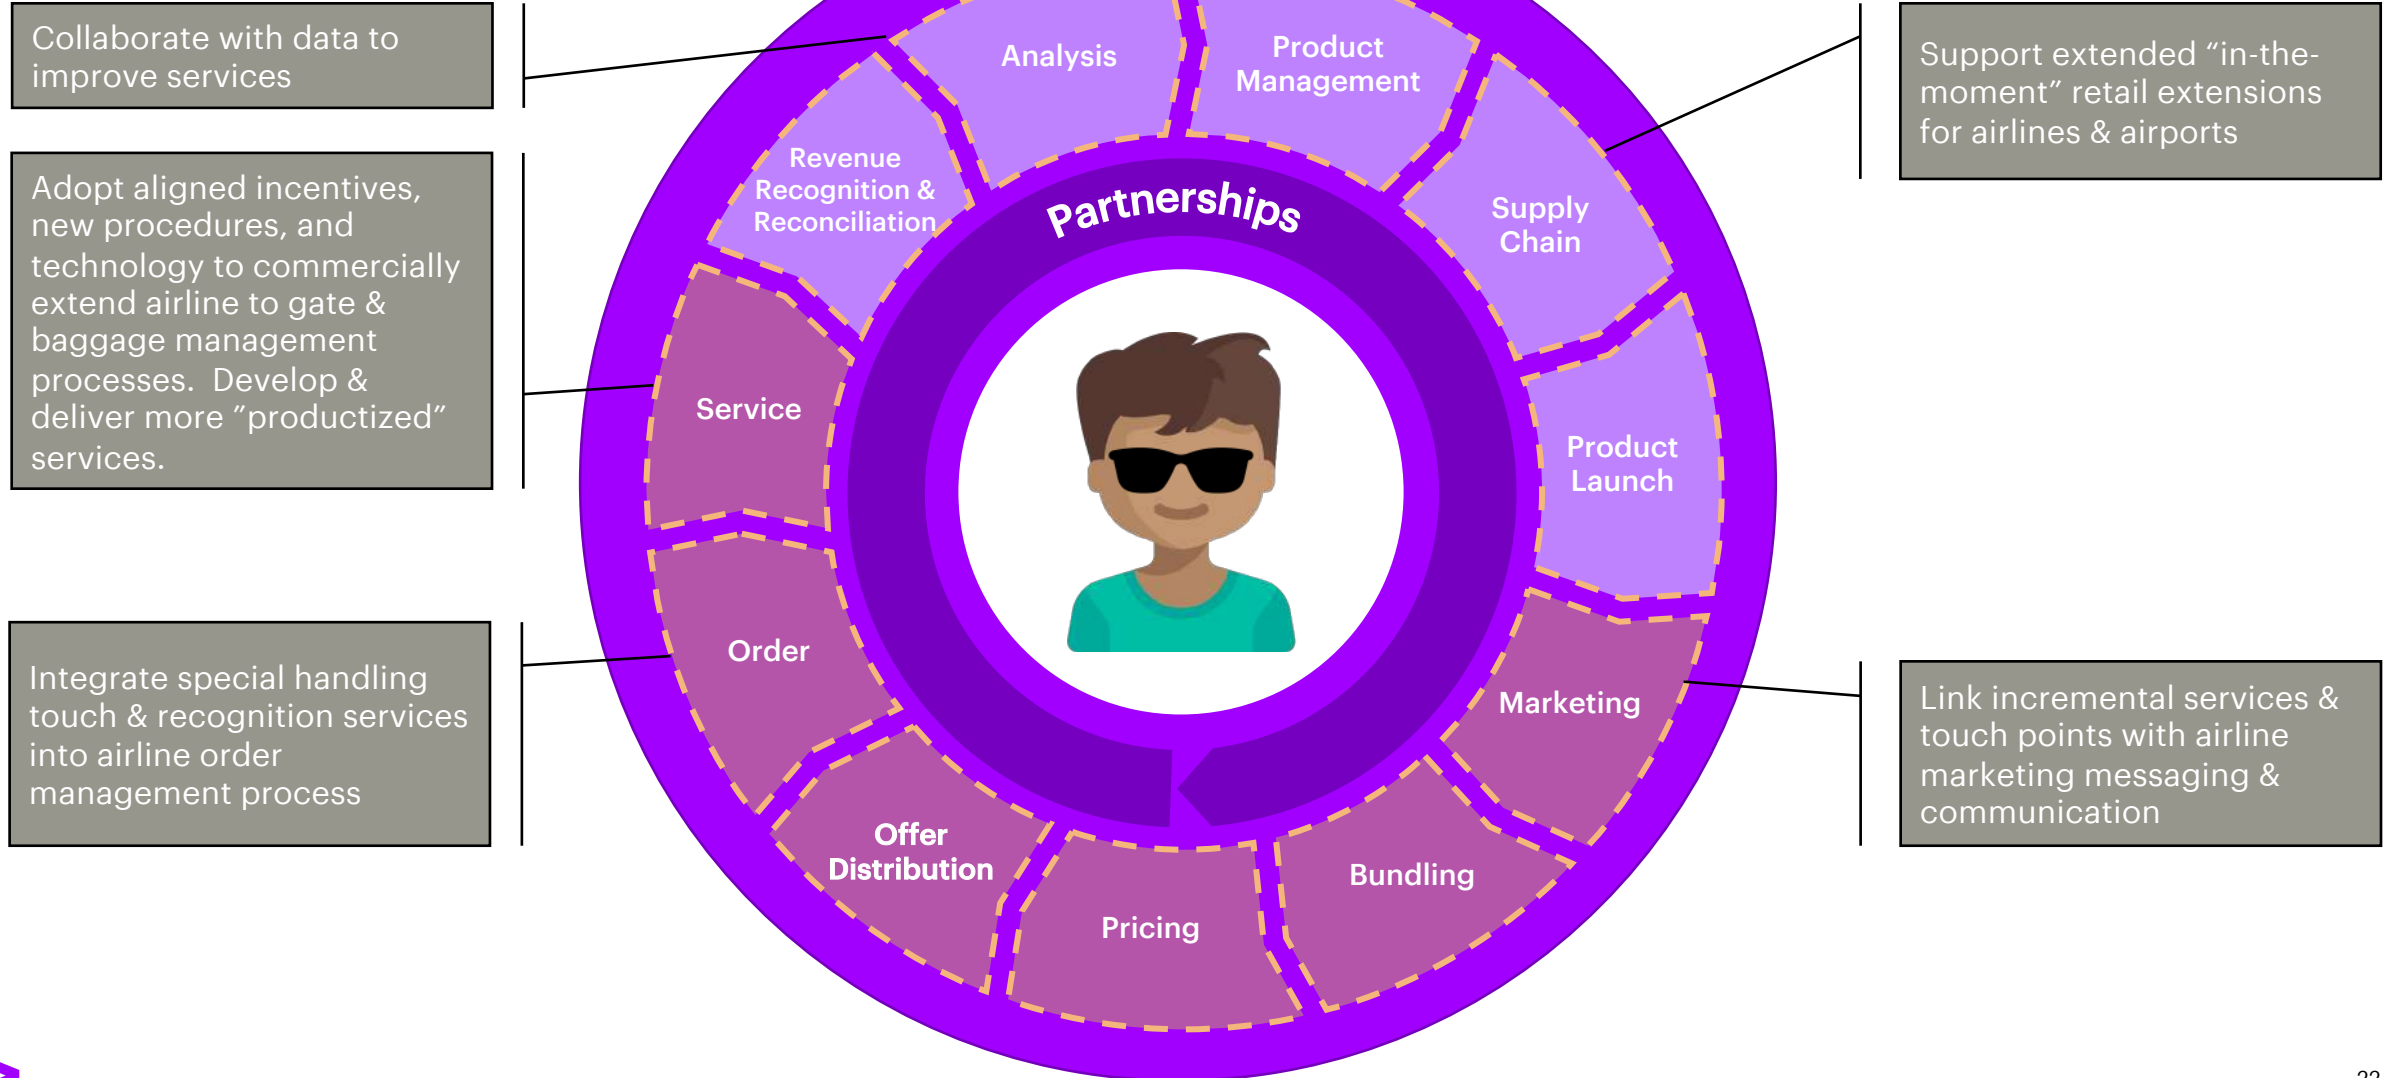 Collaborate with data to
improve services
Adopt aligned incentives,
new procedures, and
technology to commercially
extend airline to gate &
baggage management
processes.  Develop &
deliver more ”productized”
services.
Integrate special handling
touch & recognition services
into airline order
management process
Analysis
Product
Management
Revenue
Recognition &
Reconciliation
Partnerships
Supply
Chain
Service
Product
Launch
Order
Marketing
Offer
Distribution
Bundling
Pricing
Support extended “in-the-
moment” retail extensions
for airlines & airports
Link incremental services &
touch points with airline
marketing messaging &
communication